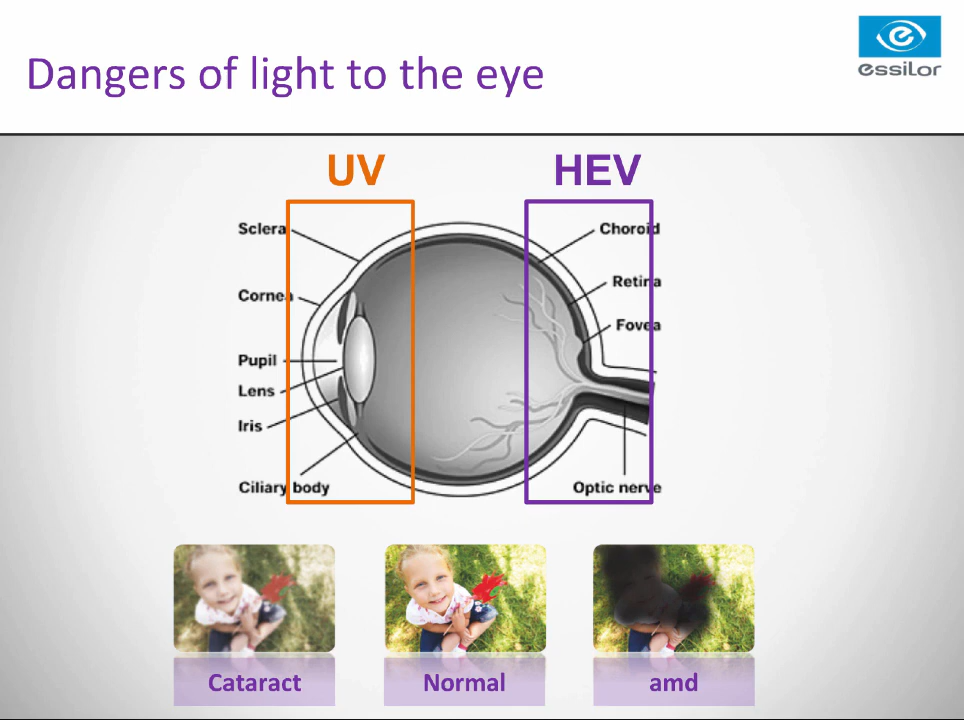 Dangers of light to the eye
essilor
UV
HEV
Sclera
Choroid
Retina
Cornea
Fovea
Pupil
Lens
Iris
Ciliary body
Optic nerve
Cataract
Normal
amd